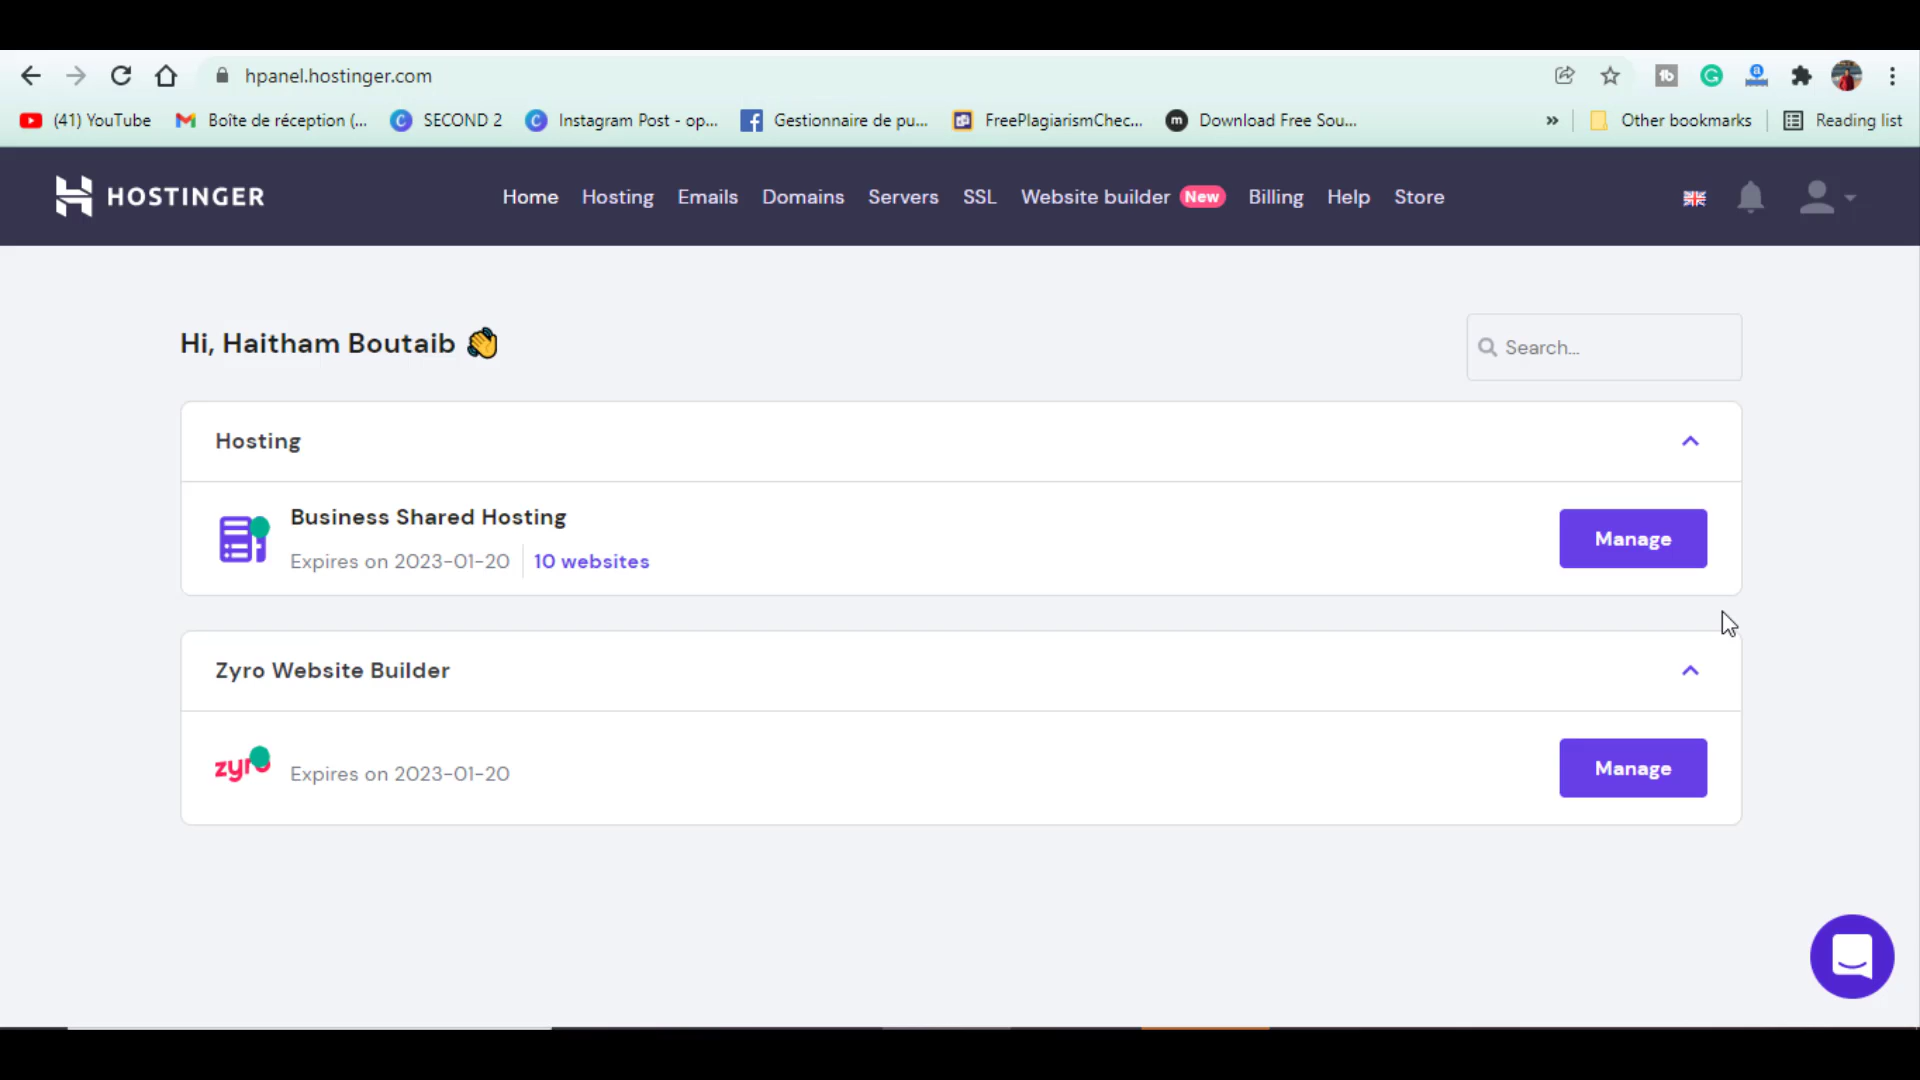 hpanel.hostinger.com
(41) YouTube
Boîte de réception (...
SECOND 2
Instagram Post - op...
Gestionnaire de pu...
FreePlagiarismChec...
Download Free Sou...
»
Other bookmarks
Reading list
HOSTINGER
Home
Hosting
Emails
Domains
Servers
SSL
Website builder New
Billing
Help
Store
Hi, Haitham Boutaib 👏
Search...
Hosting
Business Shared Hosting
Expires on 2023-01-20
10 websites
Manage
Zyro Website Builder
zyro
Expires on 2023-01-20
Manage